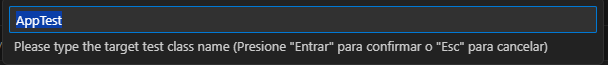 AppTest
Please type the target test class name (Presione "Entrar" para confirmar o "Esc" para cancelar)